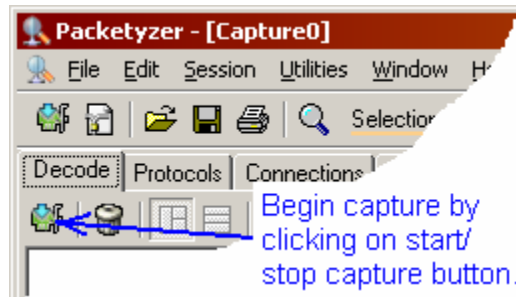 Packetyzer - [Capture0]
File Edit Session Utilities Window
Selection
Decode Protocols Connections
Begin capture by
clicking on start/
stop capture button.